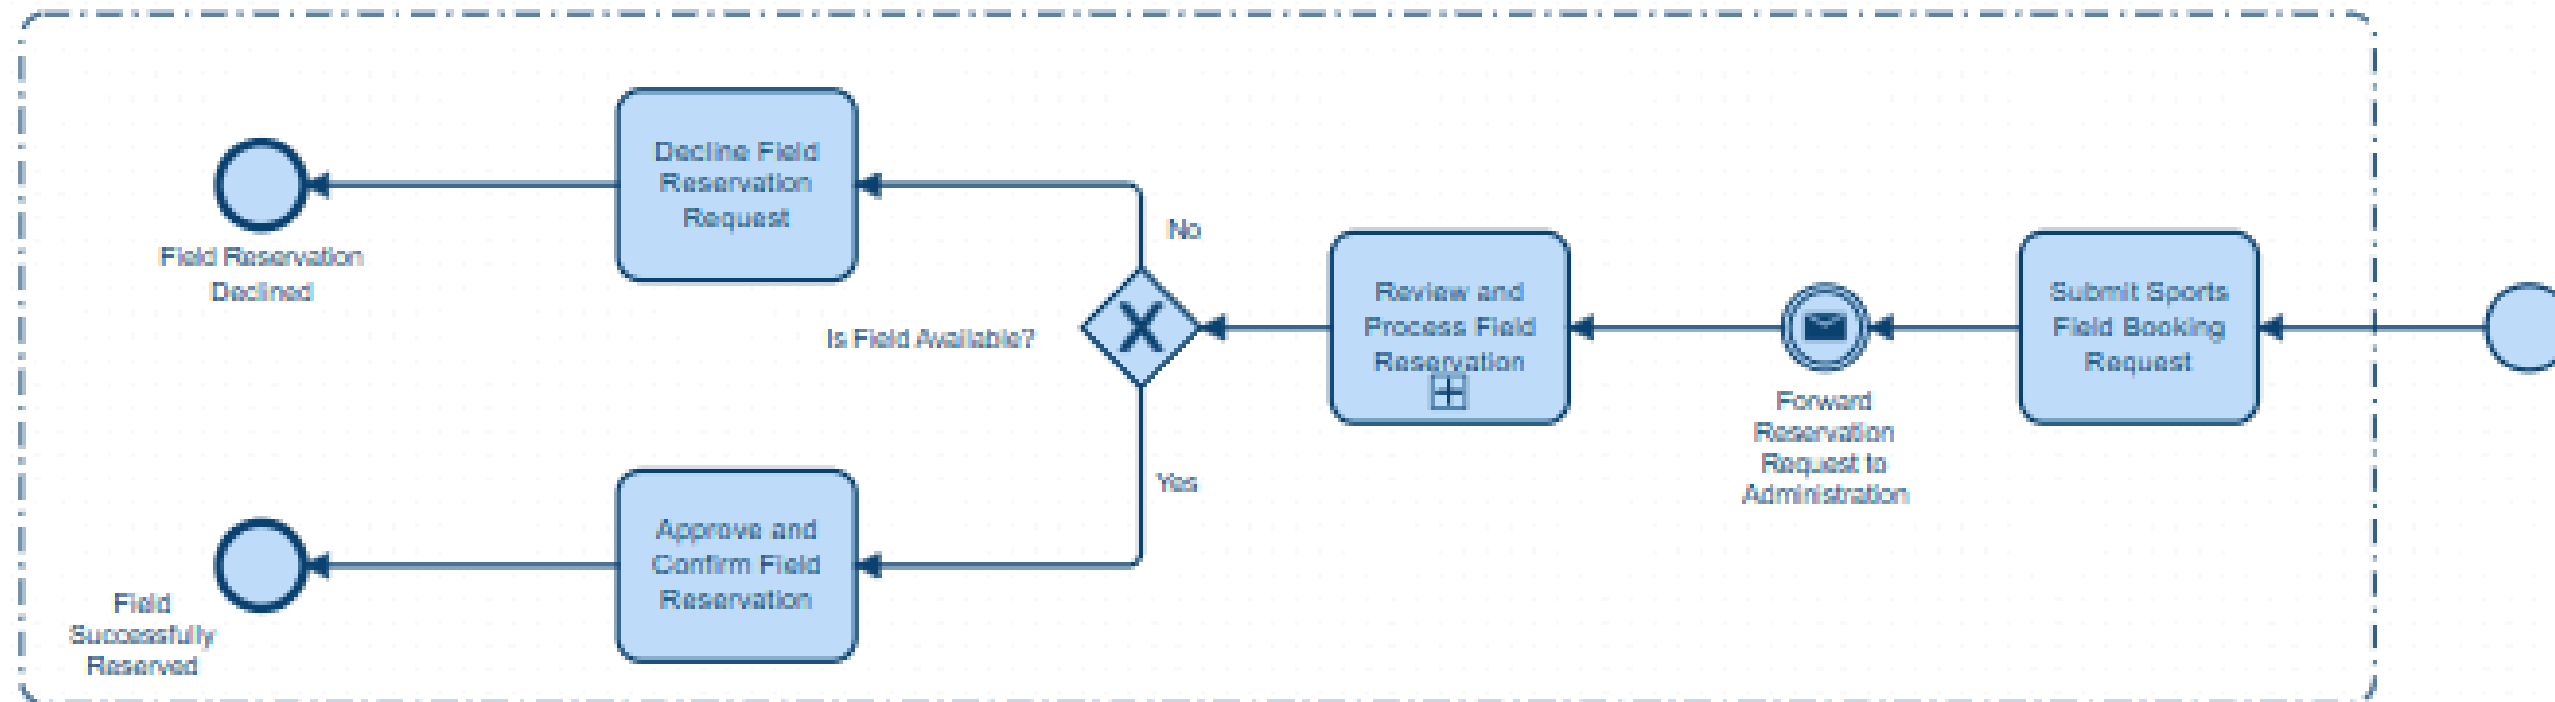 Decline Field
Reservation
Request
Field Reservation
Declined
No
Is Field Available?
Review and
Process Field
Reservation
Submit Sports
Field Booking
Request
Forward
Reservation
Request to
Administration
Yes
Approve and
Confirm Field
Reservation
Field
Successfully
Reserved